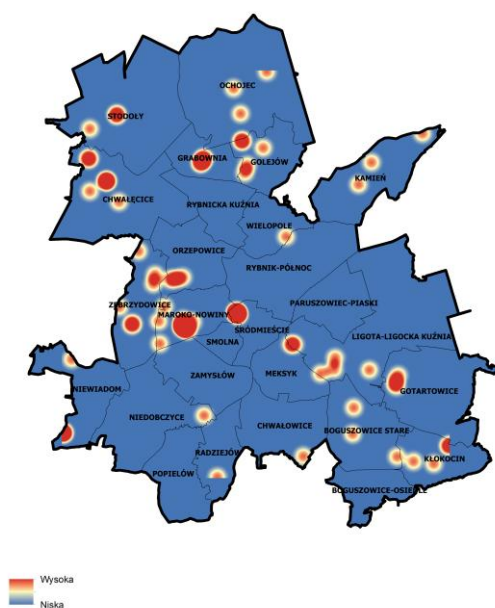 OCHOJEC
STODOŁY
GRABOWNIA
GOLEJÓW
KAMIEŃ
CHWAŁĘCICE
RYBNICKA KUŹNIA
WIELOPOLE
ORZEPOWICE
RYBNIK-PÓŁNOC
ZEBRZYDOWICE
PARUSZOWIEC-PIASKI
MAROKO-NOWINY
ŚRÓDMIEŚCIE
LIGOTA-LIGOCKA KUŹNIA
SMOLNA
ZAMYSŁÓW
MEKSYK
NIEWIADOM
GOTARTOWICE
NIEDOBCZYCE
CHWAŁOWICE
BOGUSZOWICE STARE
RADZIEJÓW
KŁOKOCIN
POPIELÓW
BOGUSZOWICE-OSIEDLE
Wysoka
Niska